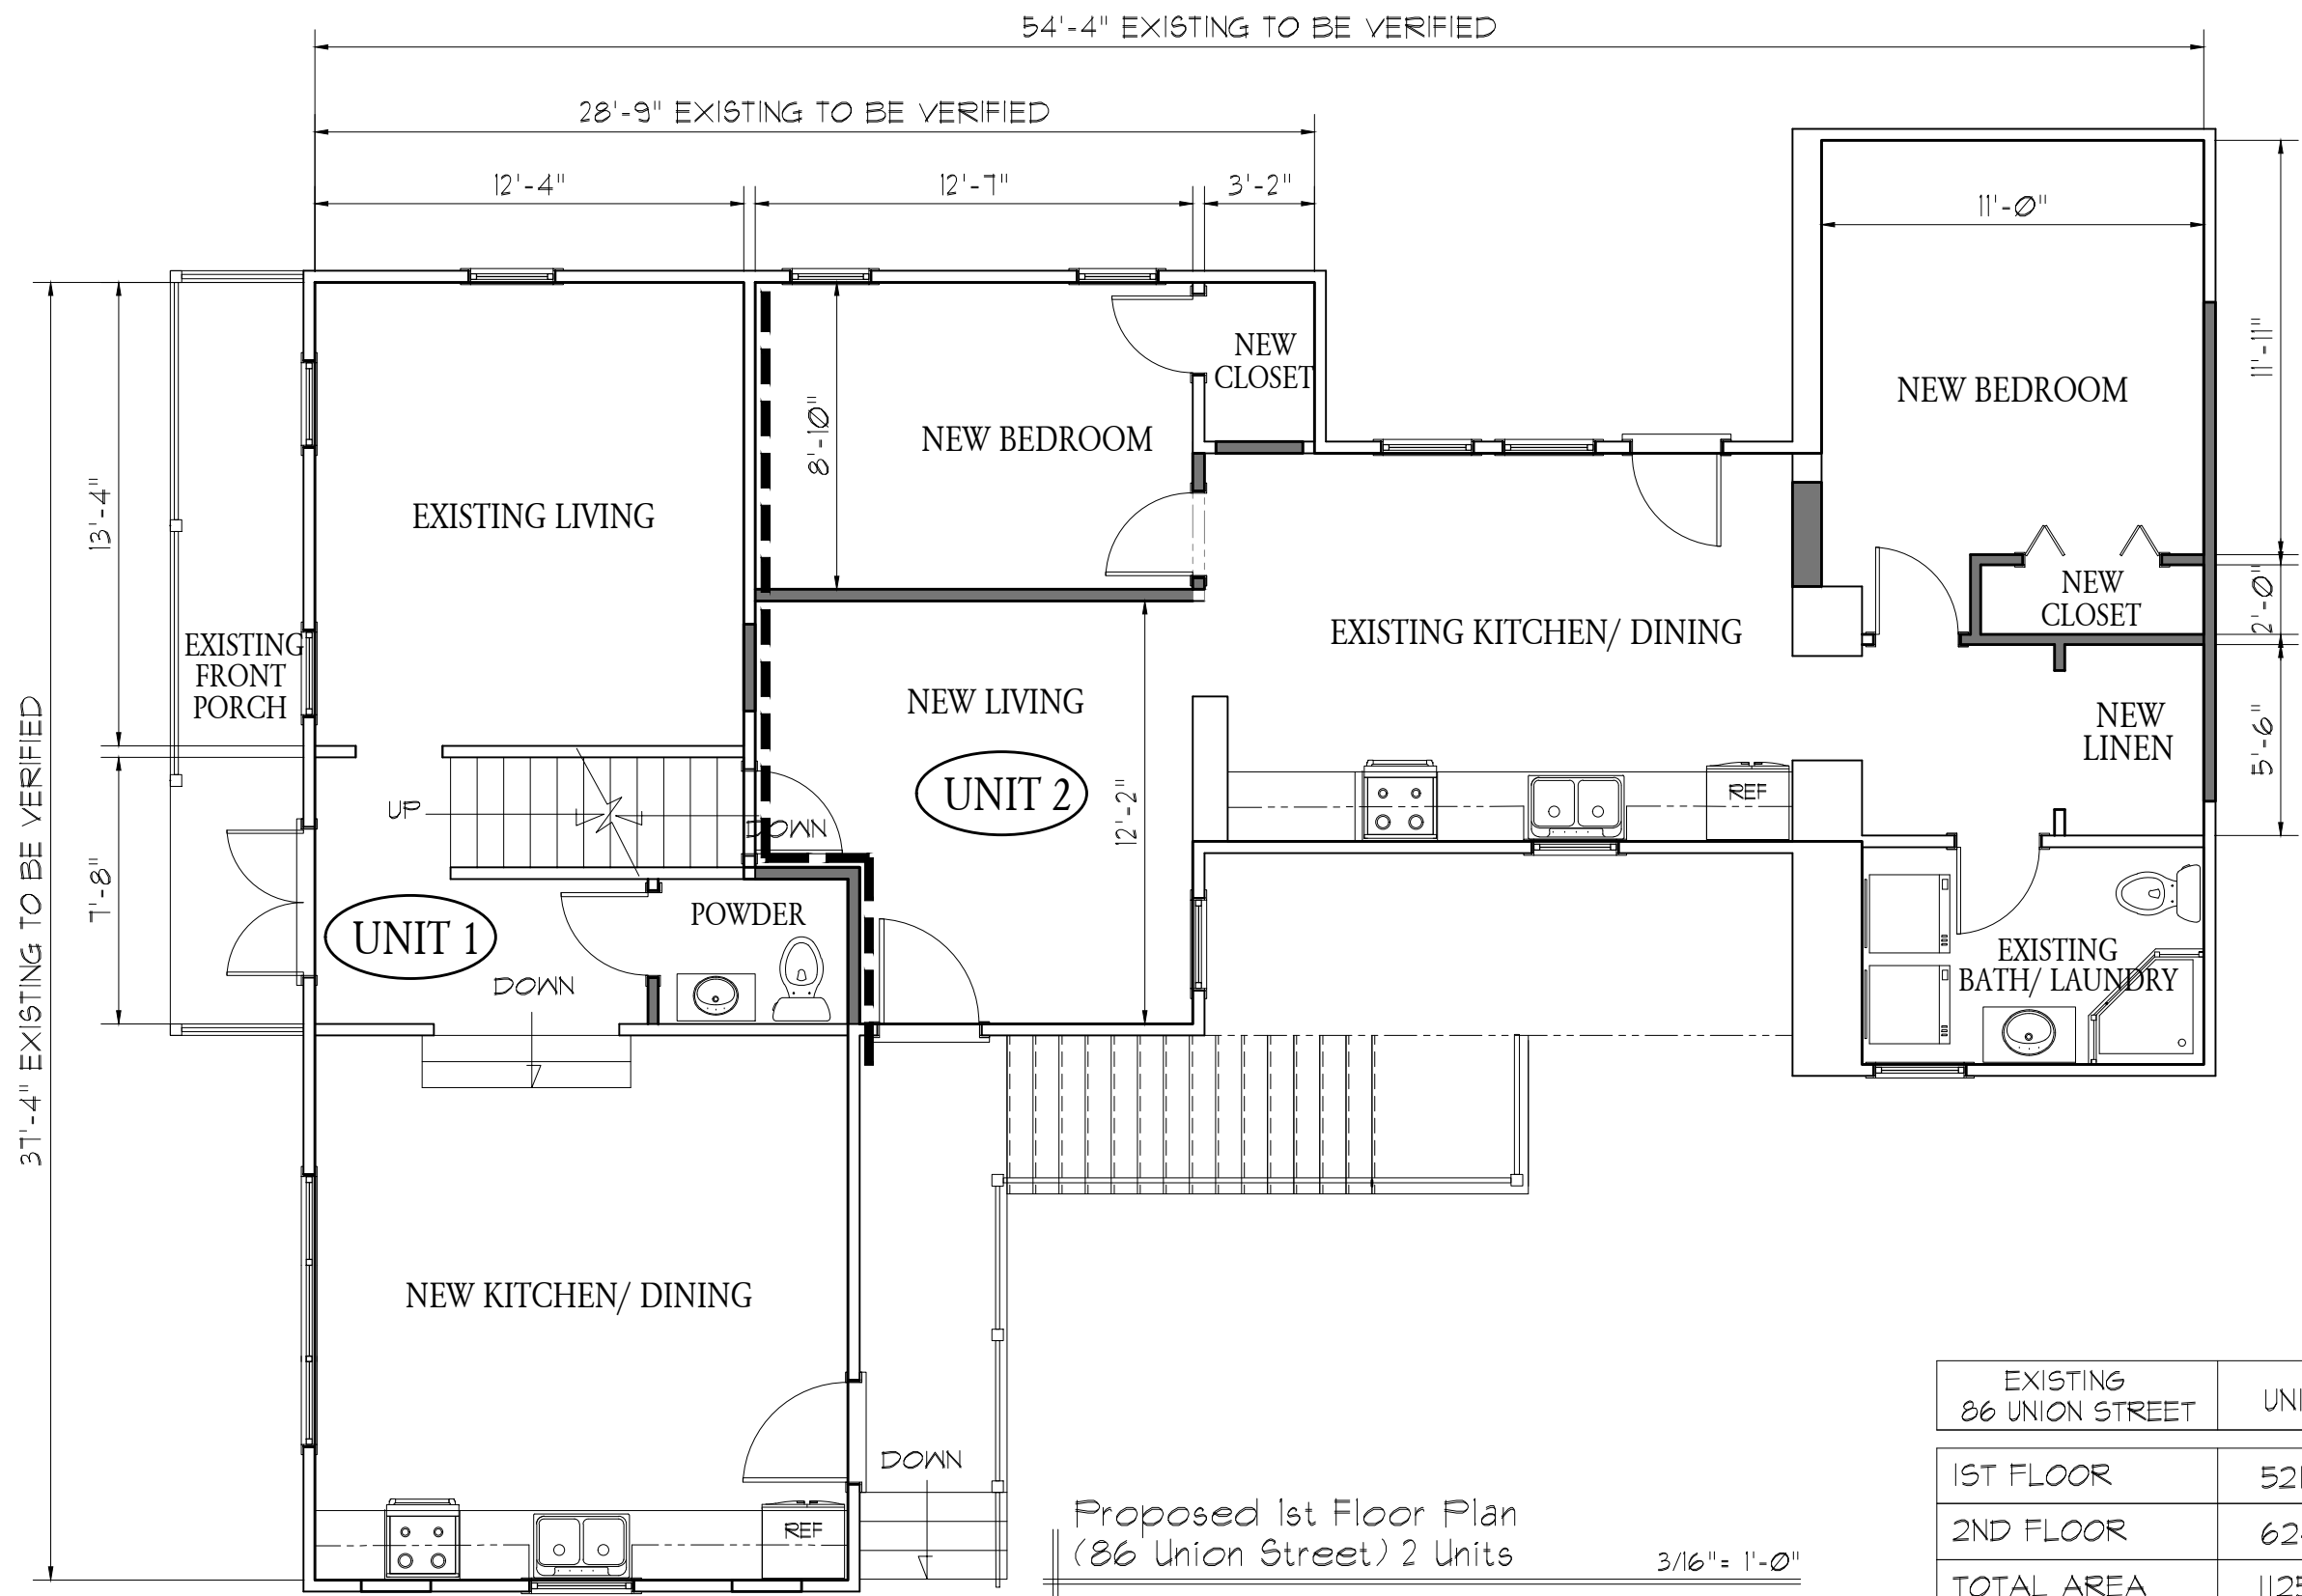 54'-4" EXISTING TO BE VERIFIED
28'-9" EXISTING TO BE VERIFIED
12'-4"
12'-7"
3'-2"
11'-0"
NEW
CLOSET
11'-11"
NEW BEDROOM
8'-10"
NEW BEDROOM
13'-4"
EXISTING LIVING
NEW
CLOSET
2'-0"
EXISTING
FRONT
PORCH
EXISTING KITCHEN/ DINING
NEW LIVING
NEW
LINEN
5'-6"
UNIT 2
12'-2"
REF
UP
DOWN
7'-8"
37'-4" EXISTING TO BE VERIFIED
POWDER
UNIT 1
EXISTING
BATH/ LAUNDRY
DOWN
NEW KITCHEN/ DINING
DOWN
REF
Proposed 1st Floor Plan
(86 Union Street) 2 Units
3/16"= 1'-0"
EXISTING
86 UNION STREET
1ST FLOOR
2ND FLOOR
TOTAL AREA